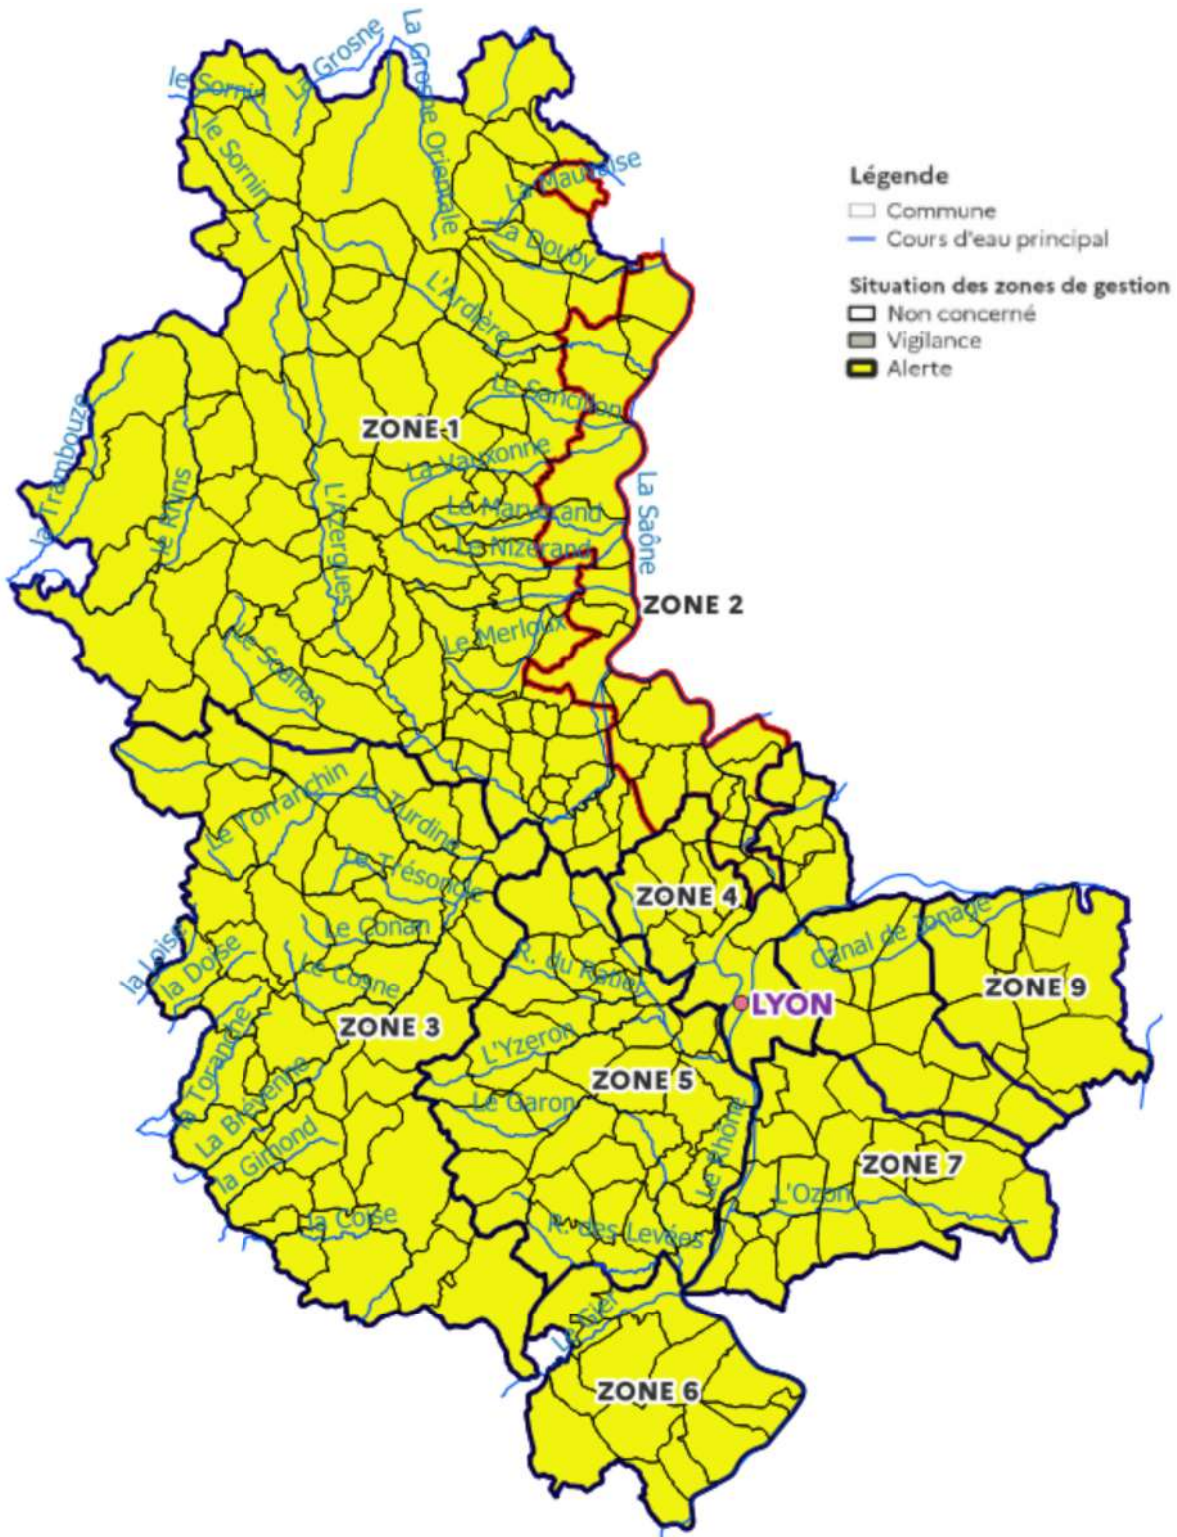 le Sornin
la Grosne
La Grosne Orientale
le Sornin
La Mauvaise
La Douby
L'Ardière
Légende
Commune
Cours d'eau principal
Situation des zones de gestion
Non concerné
Vigilance
Alerte
Le Sancillon
ZONE 1
La Vauxonne
la Trambouze
le Rhins
L'Azergues
Le Marverand
Le Nizerand
La Saône
ZONE 2
Le Merloux
Le Soanan
Le Torranchin
La Turdine
Le Trésoncle
ZONE 4
Le Conan
la Loise
la Doise
Le Cosne
R. du Ratier
Canal de Jonage
ZONE 9
LYON
ZONE 3
la Toranche
L'Yzeron
ZONE 5
La Brévenne
Le Garon
la Gimond
Le Rhône
ZONE 7
L'Ozon
la Coise
R. des Levées
Le Gier
ZONE 6